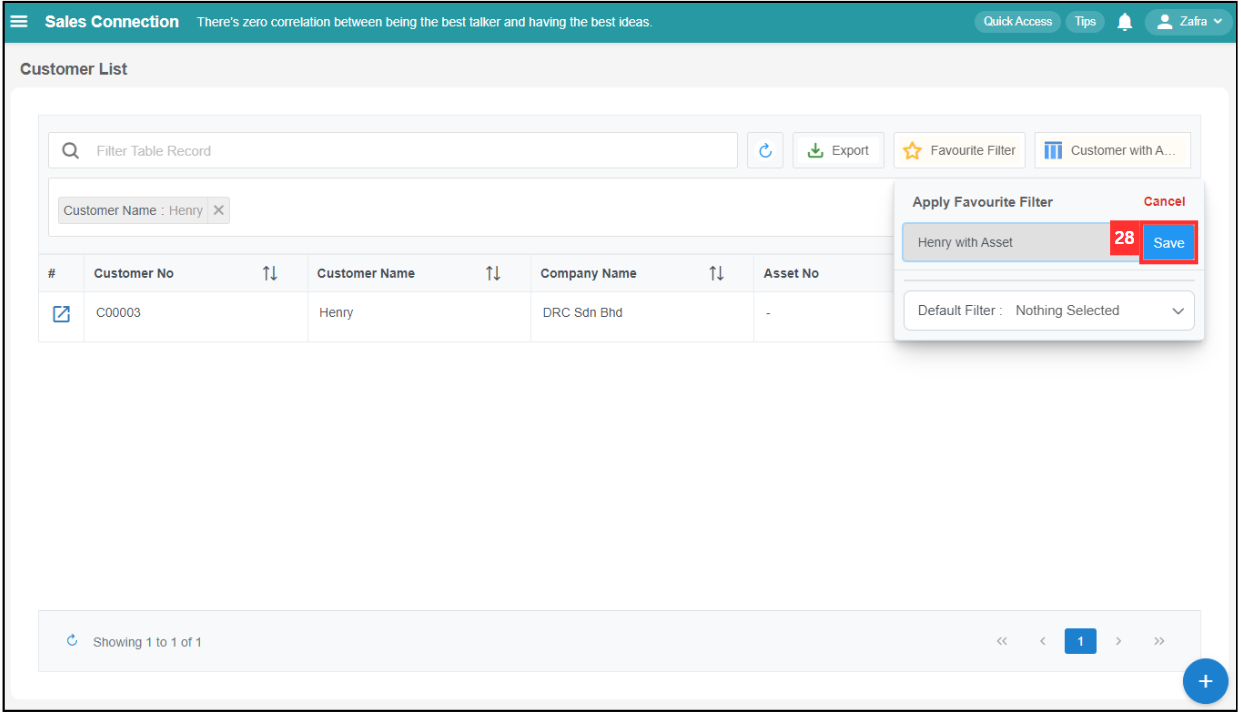 Sales Connection There's zero correlation between being the best talker and having the best ideas. Quick Access Tips Zafra
Customer List
Filter Table Record Export Favourite Filter Customer with A...
Customer Name : Henry
Apply Favourite Filter Cancel
Henry with Asset 28 Save
Default Filter : Nothing Selected
# Customer No Customer Name Company Name Asset No
C00003 Henry DRC Sdn Bhd -
Showing 1 to 1 of 1 << < 1 > >>
+